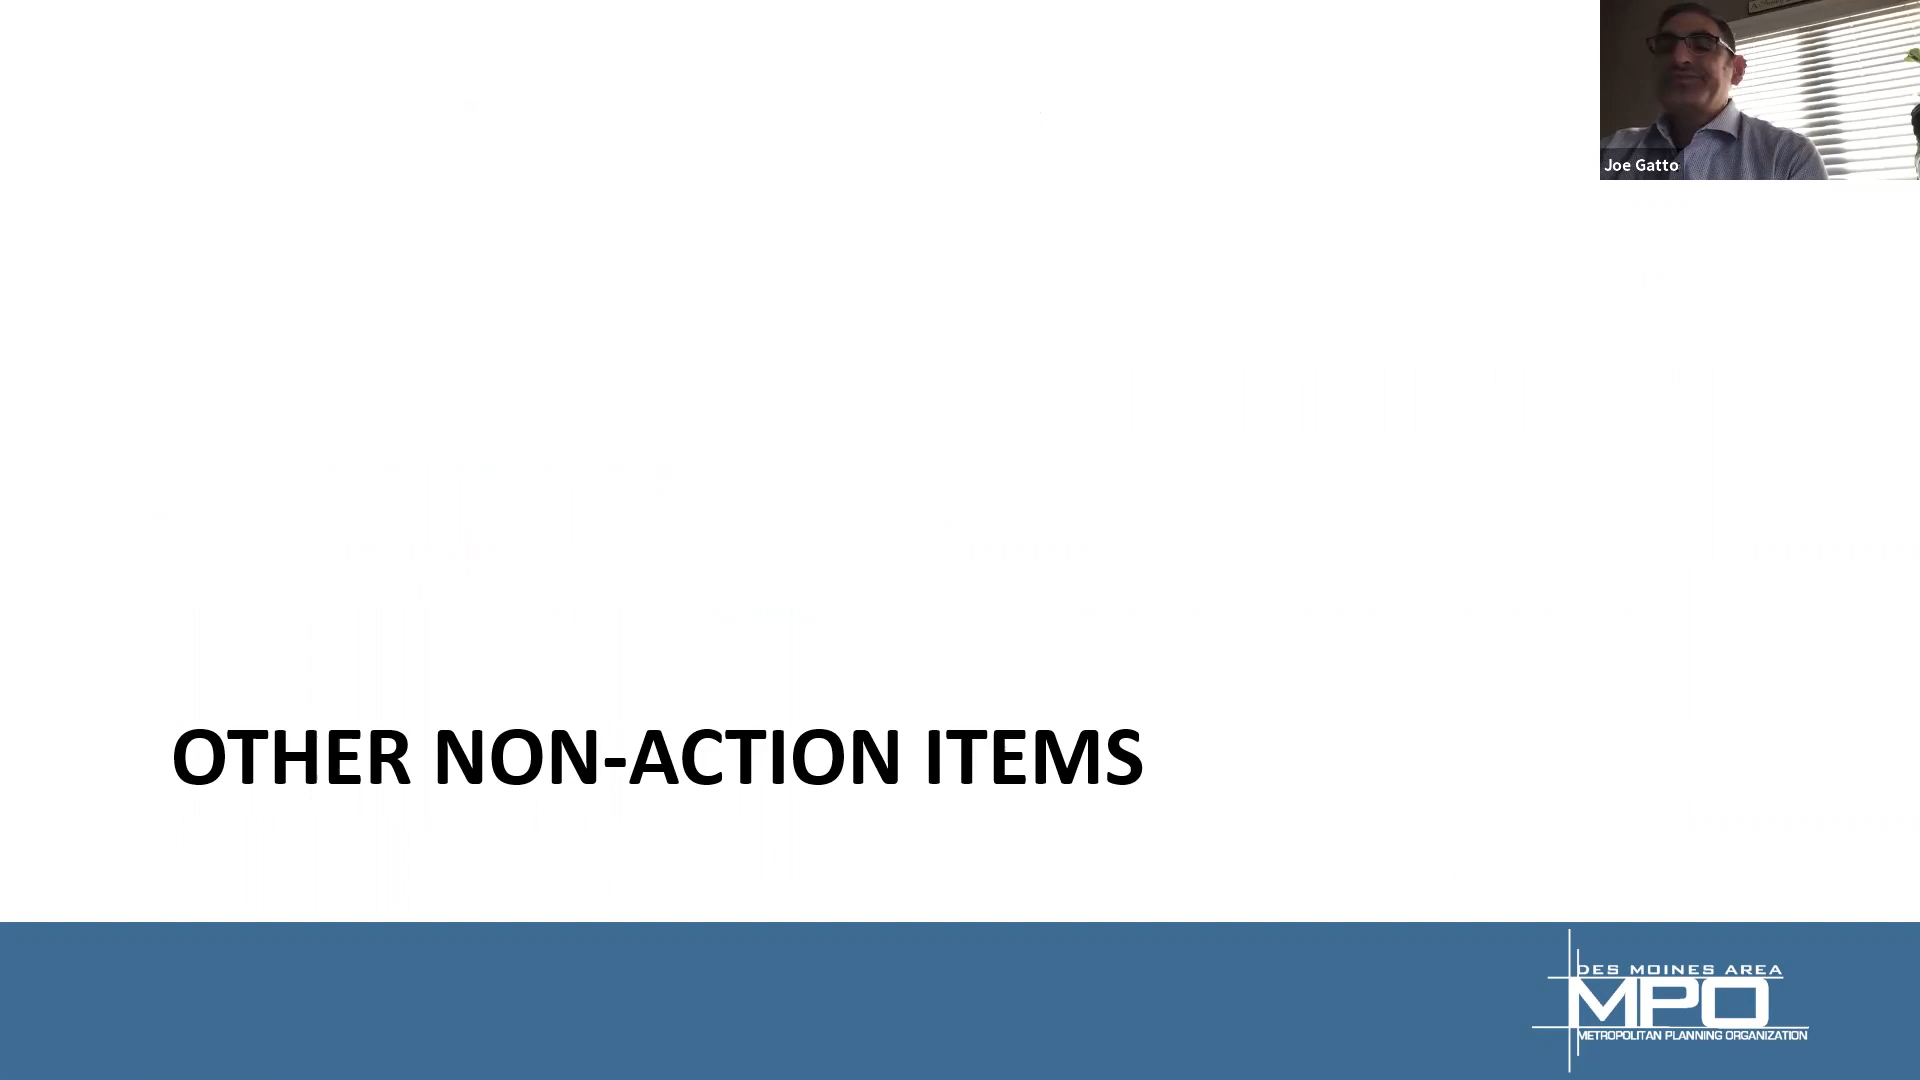 Joe Gatto
OTHER NON-ACTION ITEMS
DES MOINES AREA
MPO
METROPOLITAN PLANNING ORGANIZATION